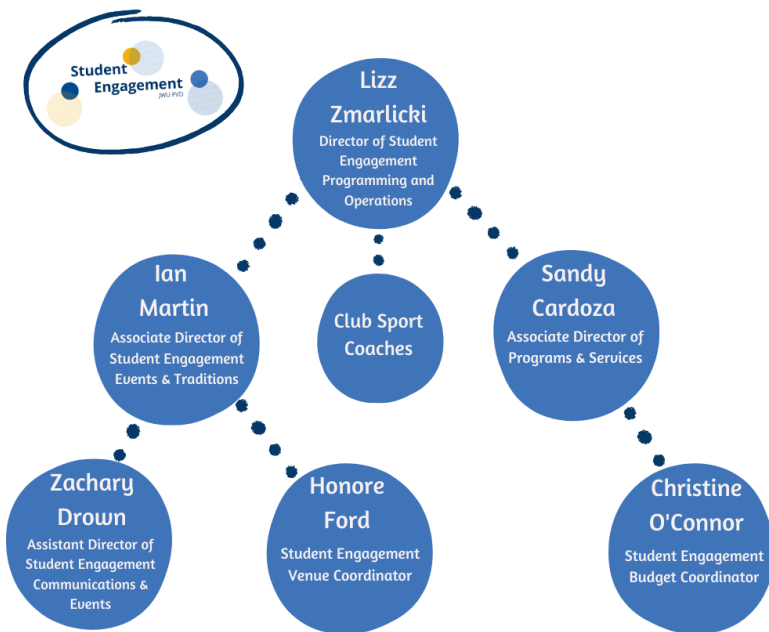 Student
Engagement
JWU PVD
Lizz
Zmarlicki
Director of Student
Engagement
Programming and
Operations
Ian
Martin
Associate Director of
Student Engagement
Events & Traditions
Club Sport
Coaches
Sandy
Cardoza
Associate Director of
Programs & Services
Zachary
Drown
Assistant Director of
Student Engagement
Communications &
Events
Honore
Ford
Student Engagement
Venue Coordinator
Christine
O'Connor
Student Engagement
Budget Coordinator